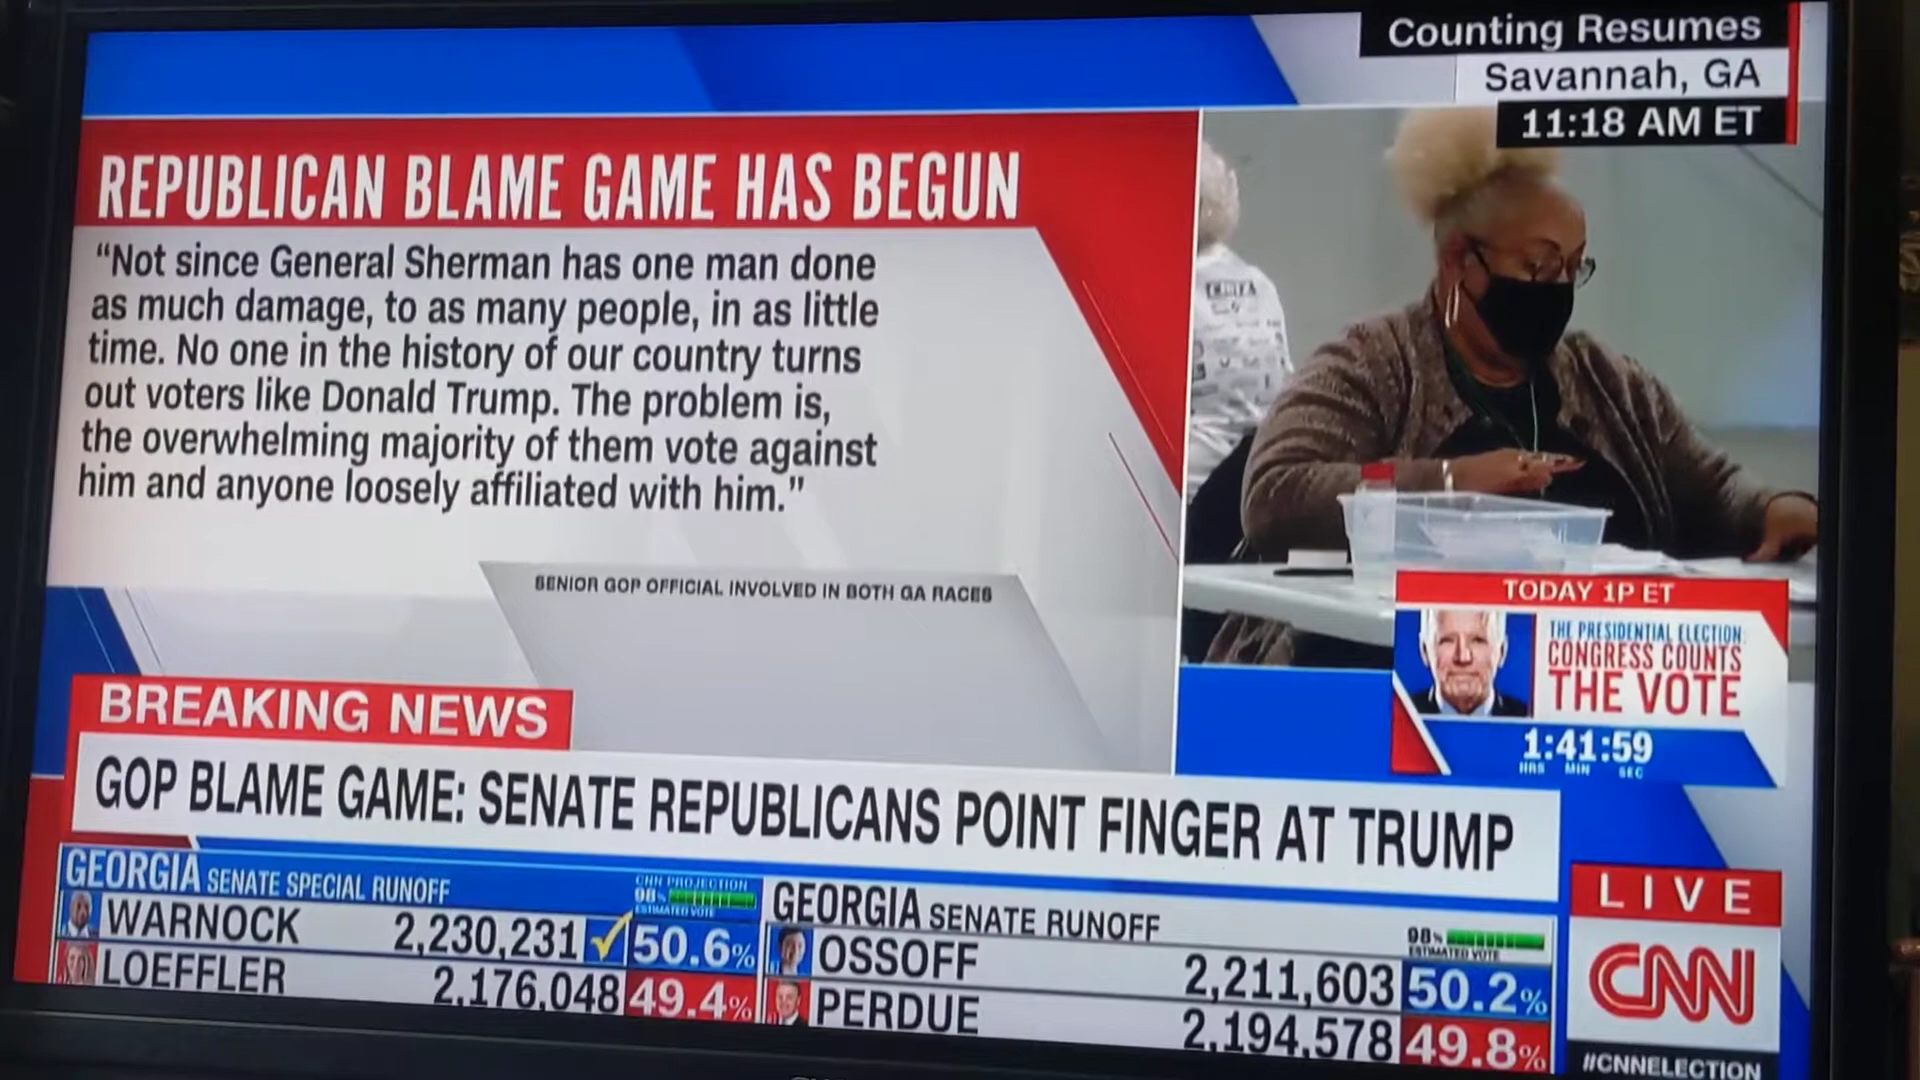 Counting Resumes
Savannah, GA
11:18 AM ET
REPUBLICAN BLAME GAME HAS BEGUN
“Not since General Sherman has one man done
as much damage, to as many people, in as little
time. No one in the history of our country turns
out voters like Donald Trump. The problem is,
the overwhelming majority of them vote against
him and anyone loosely affiliated with him.”
SENIOR GOP OFFICIAL INVOLVED IN BOTH GA RACES
TODAY 1P ET
THE PRESIDENTIAL ELECTION:
CONGRESS COUNTS
THE VOTE
1:41:59
HRS MIN SEC
BREAKING NEWS
GOP BLAME GAME: SENATE REPUBLICANS POINT FINGER AT TRUMP
GEORGIA SENATE SPECIAL RUNOFF
CNN PROJECTION
98%
ESTIMATED VOTE
WARNOCK 2,230,231 ✓ 50.6%
LOEFFLER 2,176,048 49.4%
GEORGIA SENATE RUNOFF
98%
ESTIMATED VOTE
OSSOFF 2,211,603 50.2%
PERDUE 2,194,578 49.8%
LIVE
CNN
#CNNELECTION